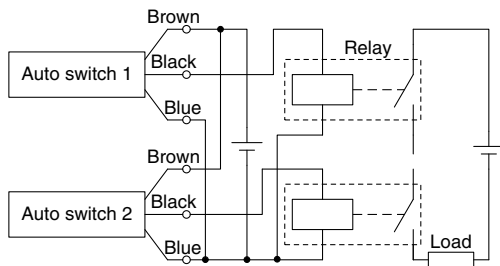 Brown
Relay
Auto switch 1
Black
Blue
Brown
Auto switch 2
Black
Blue
Load